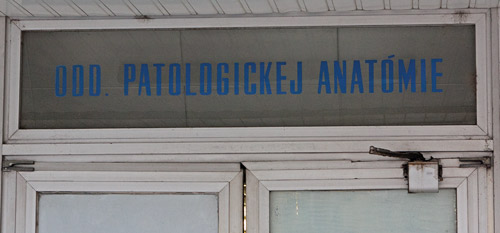 ODD. PATOLOGICKEJ ANATÓMIE